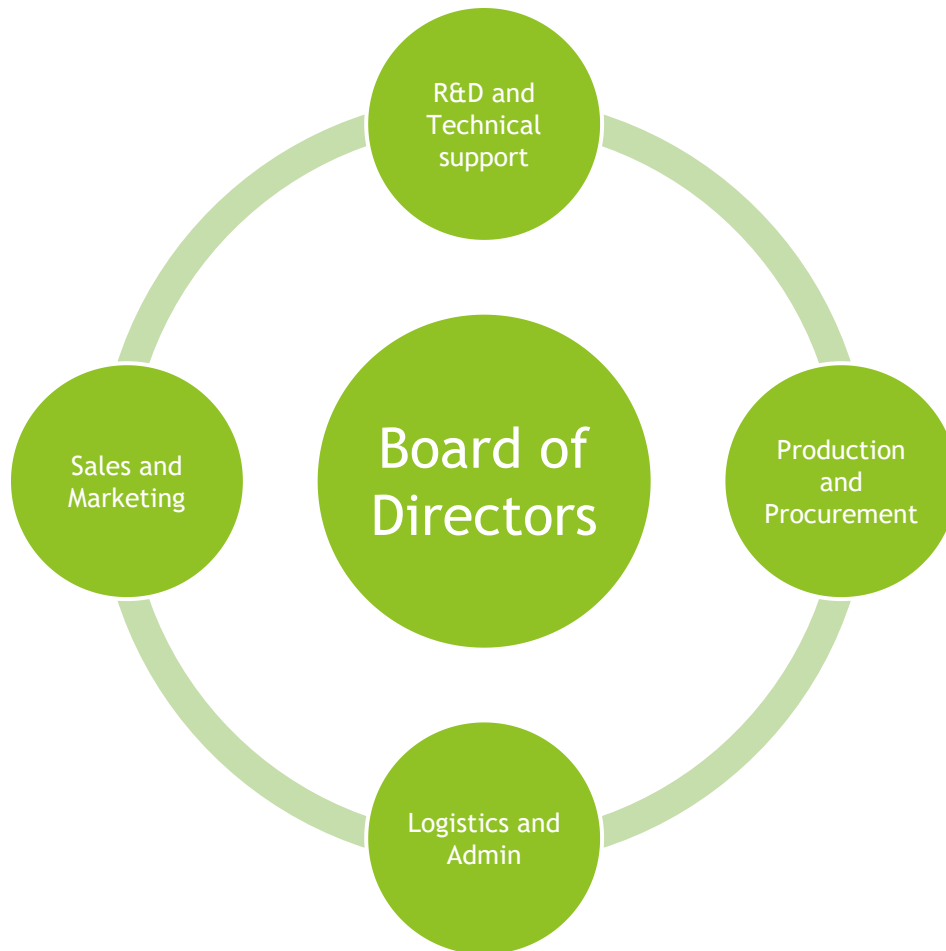 R&D and
Technical
support
Sales and
Marketing
Board of
Directors
Production
and
Procurement
Logistics and
Admin